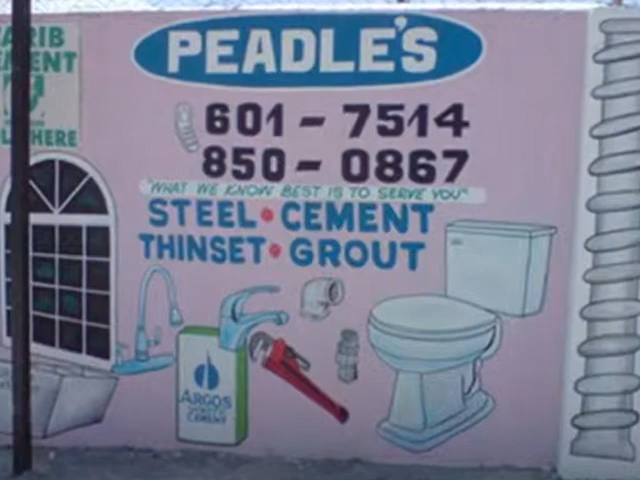 PEADLE'S
601 - 7514
850 - 0867
"WHAT WE KNOW BEST IS TO SERVE YOU"
STEEL • CEMENT
THINSET • GROUT
ARIB
MENT
HERE
ARGOS
CEMENT